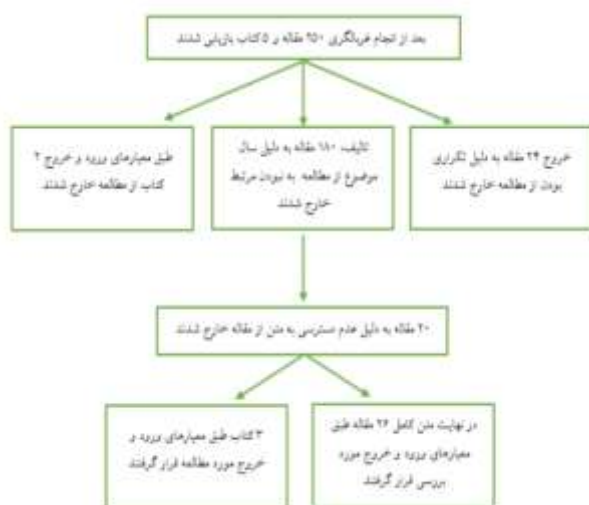 بعد از انجام غربالگری ۲۵۰ مقاله و ۵ کتاب بازیابی شدند
خروج ۲۴ مقاله به دلیل تکراری
بودن از مطالعه خارج شدند
۱۸۰ مقاله به دلیل سال تالیف،
موضوع از مطالعه به نبودن مرتبط
خارج شدند
طبق معیارهای ورود و خروج ۲
کتاب از مطالعه خارج شدند
۲۰ مقاله به دلیل عدم دسترسی به متن از مقاله خارج شدند
در نهایت متن کامل ۲۶ مقاله طبق
معیارهای ورود و خروج مورد
بررسی قرار گرفتند
۳ کتاب طبق معیارهای ورود و
خروج مورد مطالعه قرار گرفتند